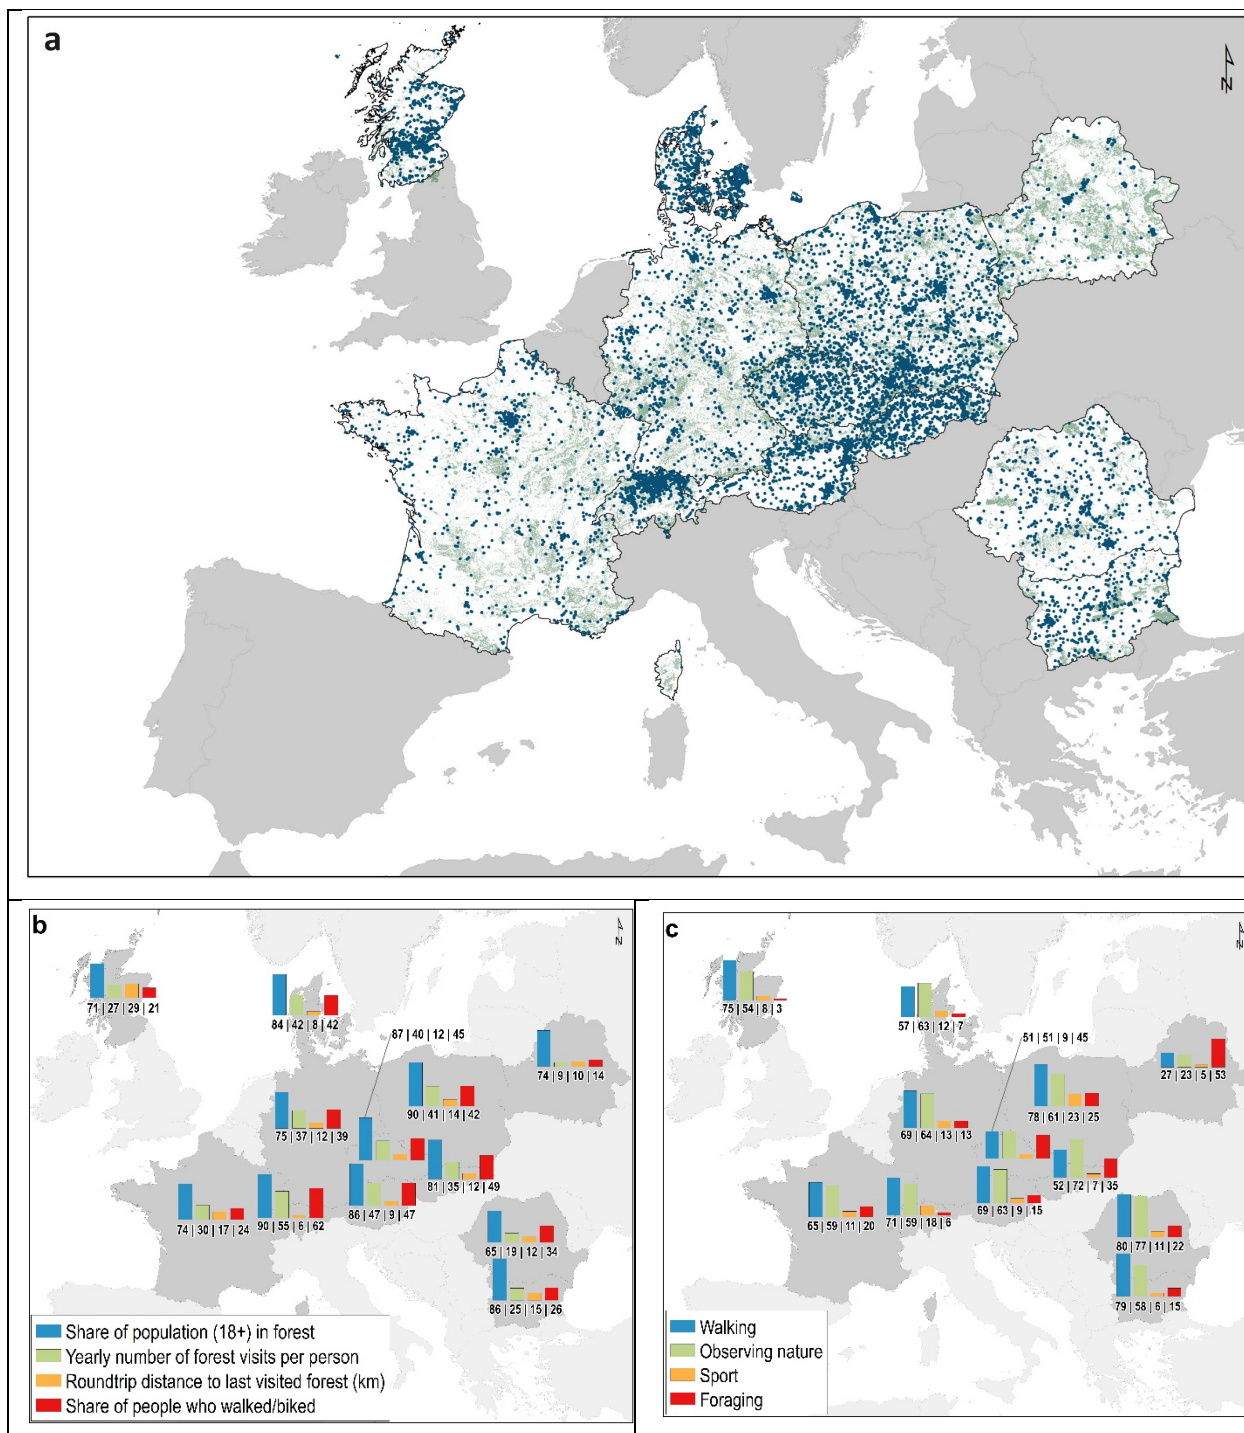 a
N
b
N
71 | 27 | 29 | 21
84 | 42 | 8 | 42
87 | 40 | 12 | 45
74 | 9 | 10 | 14
90 | 41 | 14 | 42
75 | 37 | 12 | 39
81 | 35 | 12 | 49
86 | 47 | 9 | 47
74 | 30 | 17 | 24
90 | 55 | 6 | 62
65 | 19 | 12 | 34
86 | 25 | 15 | 26
Share of population (18+) in forest
Yearly number of forest visits per person
Roundtrip distance to last visited forest (km)
Share of people who walked/biked
c
N
75 | 54 | 8 | 3
57 | 63 | 12 | 7
51 | 51 | 9 | 45
27 | 23 | 5 | 53
78 | 61 | 23 | 25
69 | 64 | 13 | 13
52 | 72 | 7 | 35
69 | 63 | 9 | 15
65 | 59 | 11 | 20
71 | 59 | 18 | 6
80 | 77 | 11 | 22
79 | 58 | 6 | 15
Walking
Observing nature
Sport
Foraging